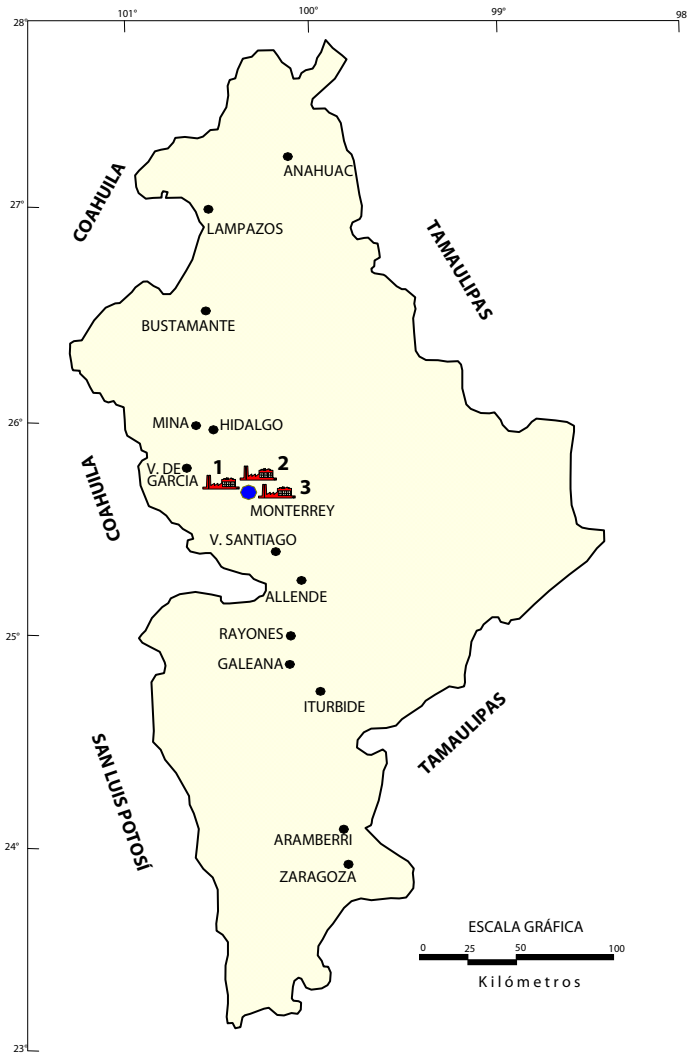 101°
100°
99°
98
28°
COAHUILA
ANAHUAC
27°
LAMPAZOS
TAMAULIPAS
BUSTAMANTE
26°
MINA
HIDALGO
COAHUILA
V. DE
GARCIA
1
2
3
MONTERREY
V. SANTIAGO
ALLENDE
25°
RAYONES
GALEANA
ITURBIDE
TAMAULIPAS
SAN LUIS POTOSÍ
24°
ARAMBERRI
ZARAGOZA
ESCALA GRÁFICA
0 25 50 100
Kilómetros
23°